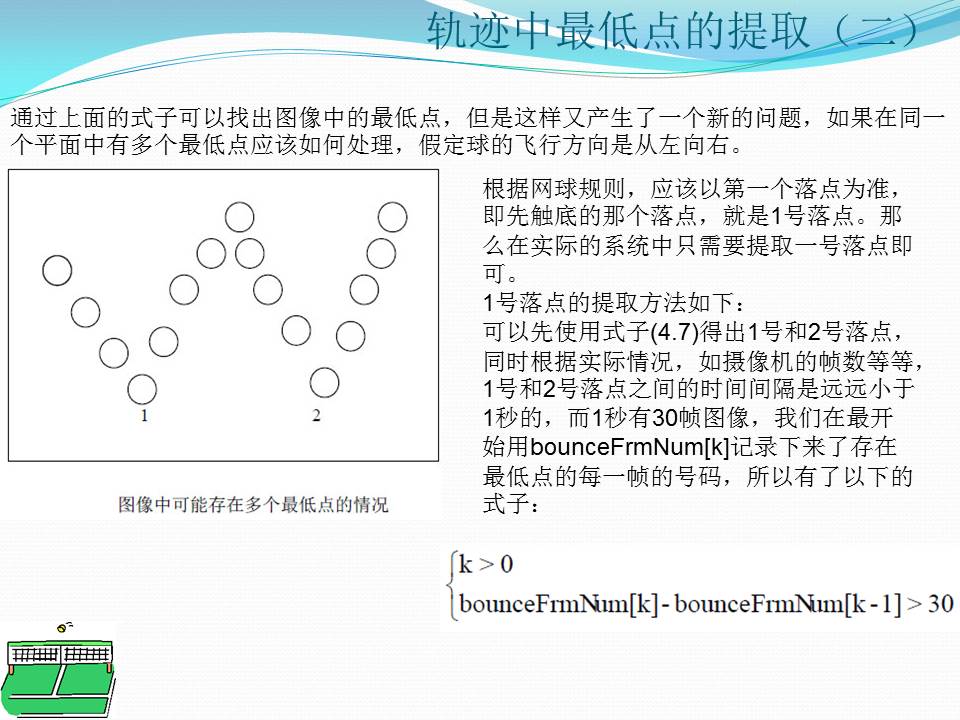 轨迹中最低点的提取（二）
通过上面的式子可以找出图像中的最低点，但是这样又产生了一个新的问题，如果在同一
个平面中有多个最低点应该如何处理，假定球的飞行方向是从左向右。
1
2
图像中可能存在多个最低点的情况
根据网球规则，应该以第一个落点为准，
即先触底的那个落点，就是1号落点。那
么在实际的系统中只需要提取一号落点即
可。
1号落点的提取方法如下：
可以先使用式子(4.7)得出1号和2号落点，
同时根据实际情况，如摄像机的帧数等等，
1号和2号落点之间的时间间隔是远远小于
1秒的，而1秒有30帧图像，我们在最开
始用bounceFrmNum[k]记录下来了存在
最低点的每一帧的号码，所以有了以下的
式子：
k > 0
bounceFrmNum[k]- bounceFrmNum[k -1] > 30